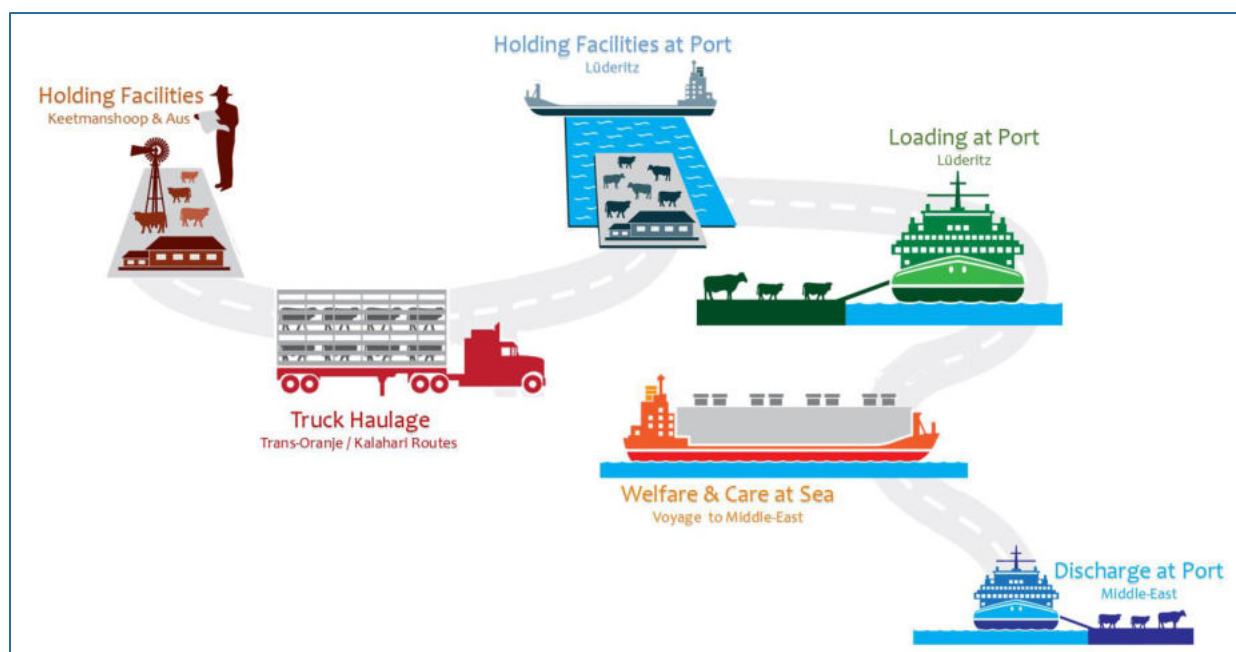 Holding Facilities
Keetmanshoop & Aus
Truck Haulage
Trans-Oranje / Kalahari Routes
Holding Facilities at Port
Lüderitz
Loading at Port
Lüderitz
Welfare & Care at Sea
Voyage to Middle-East
Discharge at Port
Middle-East